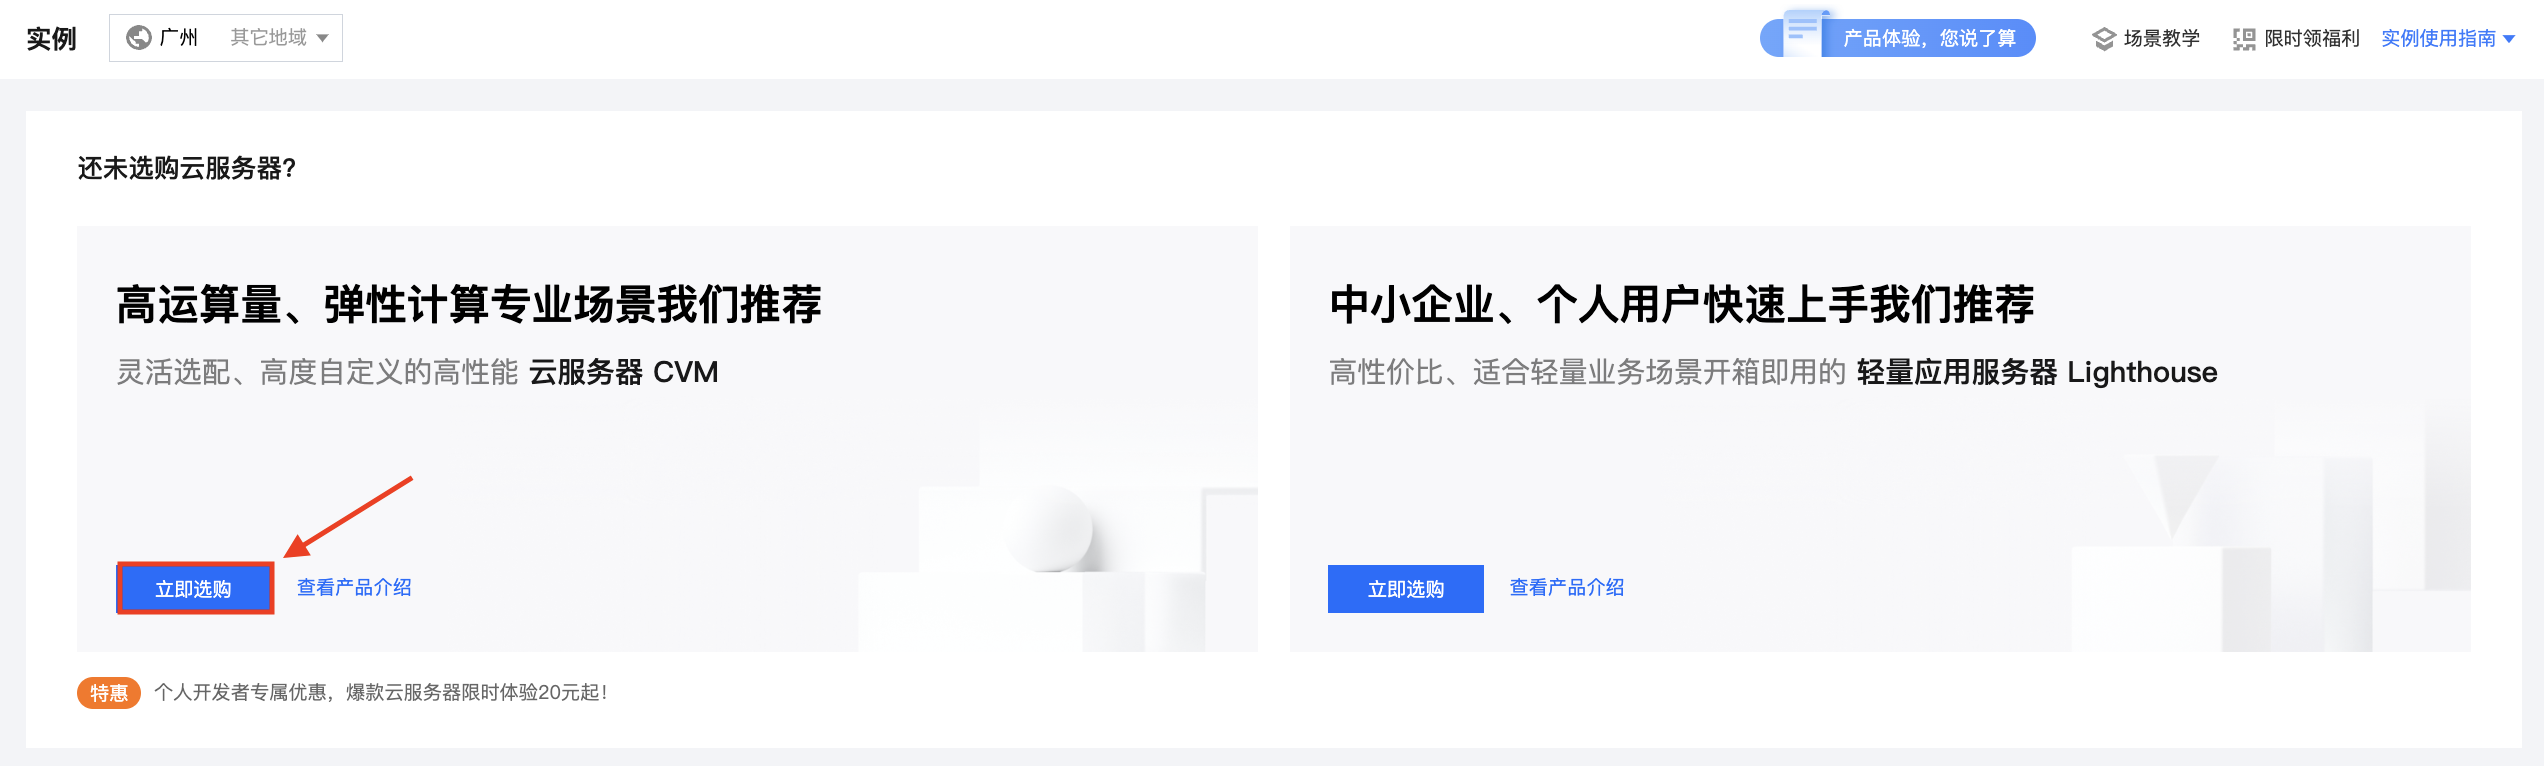 实例 广州 其它地域 产品体验，您说了算 场景教学 限时领福利 实例使用指南
还未选购云服务器?
高运算量、弹性计算专业场景我们推荐
灵活选配、高度自定义的高性能 云服务器 CVM
立即选购 查看产品介绍
中小企业、个人用户快速上手我们推荐
高性价比、适合轻量业务场景开箱即用的 轻量应用服务器 Lighthouse
立即选购 查看产品介绍
特惠 个人开发者专属优惠，爆款云服务器限时体验20元起！